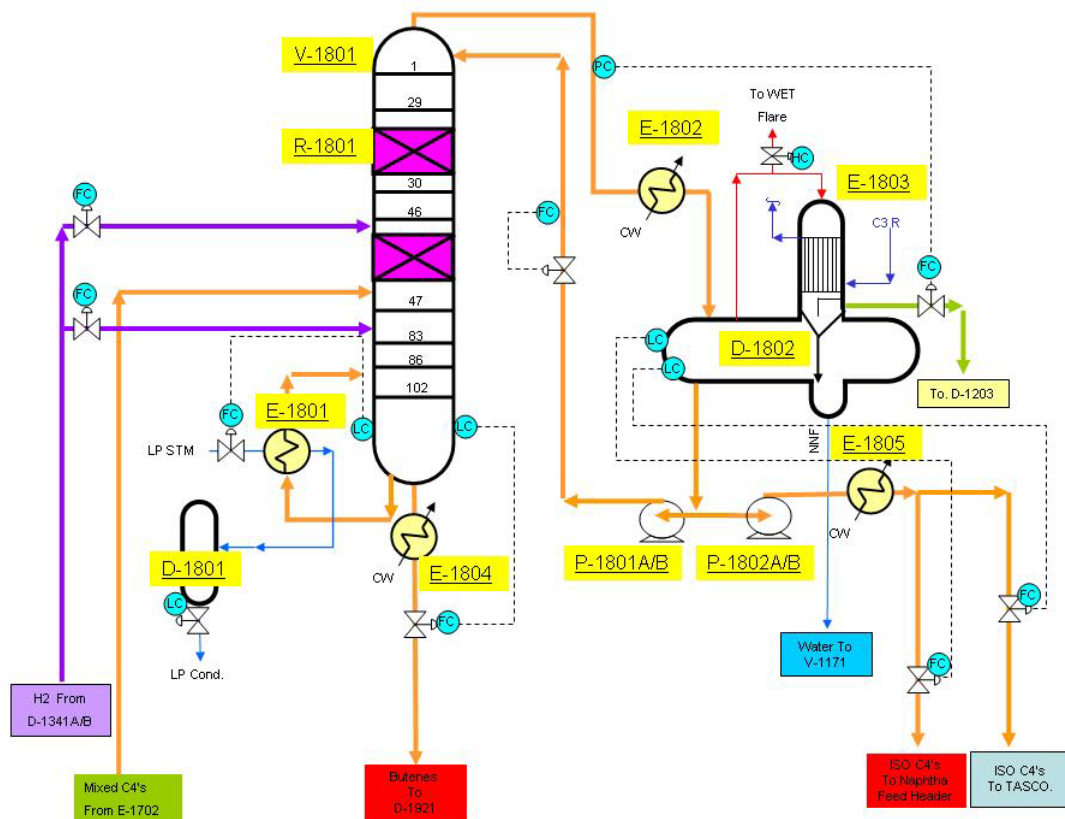 V-1801
1
29
R-1801
30
46
47
83
86
102
PC
To WET
Flare
HC
E-1802
E-1803
C3 R
CW
FC
FC
FC
FC
LC
LC
D-1802
To. D-1203
FC
E-1801
LC
LC
LP STM
NNF
E-1805
CW
D-1801
LC
LP Cond.
CW
E-1804
FC
P-1801A/B
P-1802A/B
FC
FC
Water To
V-1171
H2 From
D-1341A/B
Mixed C4's
From E-1702
Butenes
To
D-1921
ISO C4's
To Naphtha
Feed Header
ISO C4's
To TASCO.